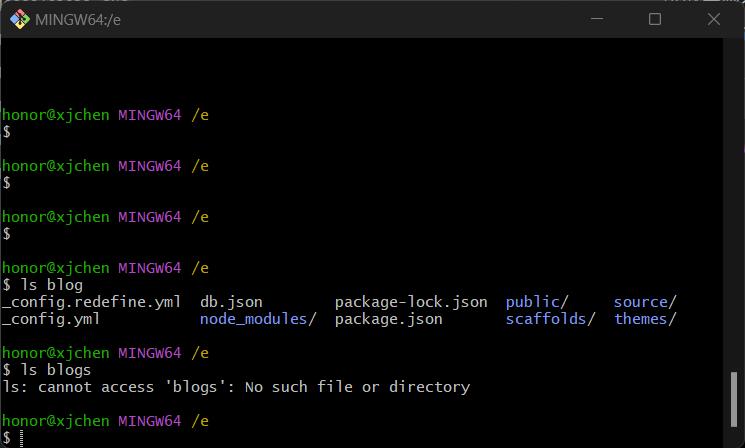 MINGW64:/e
honor@xjchen MINGW64 /e
$
honor@xjchen MINGW64 /e
$
honor@xjchen MINGW64 /e
$
honor@xjchen MINGW64 /e
$ ls blog
_config.redefine.yml  db.json        package-lock.json  public/     source/
_config.yml           node_modules/  package.json       scaffolds/  themes/
honor@xjchen MINGW64 /e
$ ls blogs
ls: cannot access 'blogs': No such file or directory
honor@xjchen MINGW64 /e
$